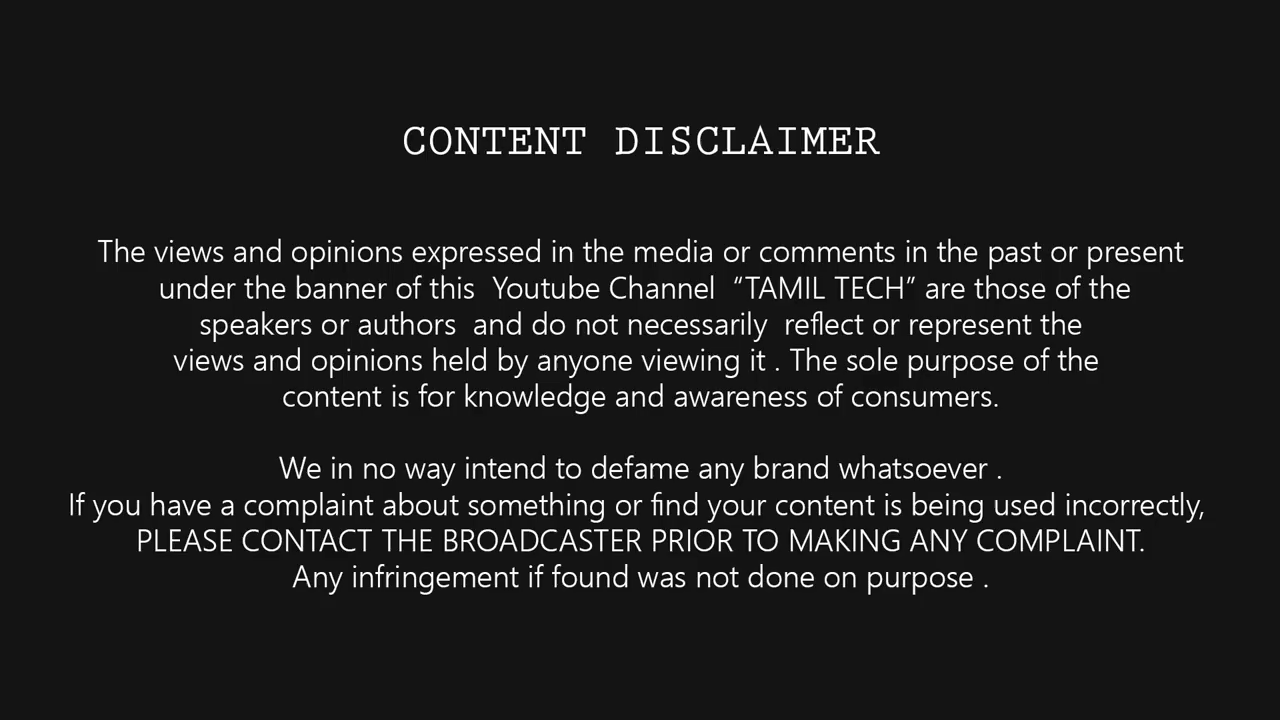 CONTENT DISCLAIMER
The views and opinions expressed in the media or comments in the past or present
under the banner of this  Youtube Channel  “TAMIL TECH” are those of the
speakers or authors  and do not necessarily  reflect or represent the
views and opinions held by anyone viewing it . The sole purpose of the
content is for knowledge and awareness of consumers.
We in no way intend to defame any brand whatsoever .
If you have a complaint about something or find your content is being used incorrectly,
PLEASE CONTACT THE BROADCASTER PRIOR TO MAKING ANY COMPLAINT.
Any infringement if found was not done on purpose .